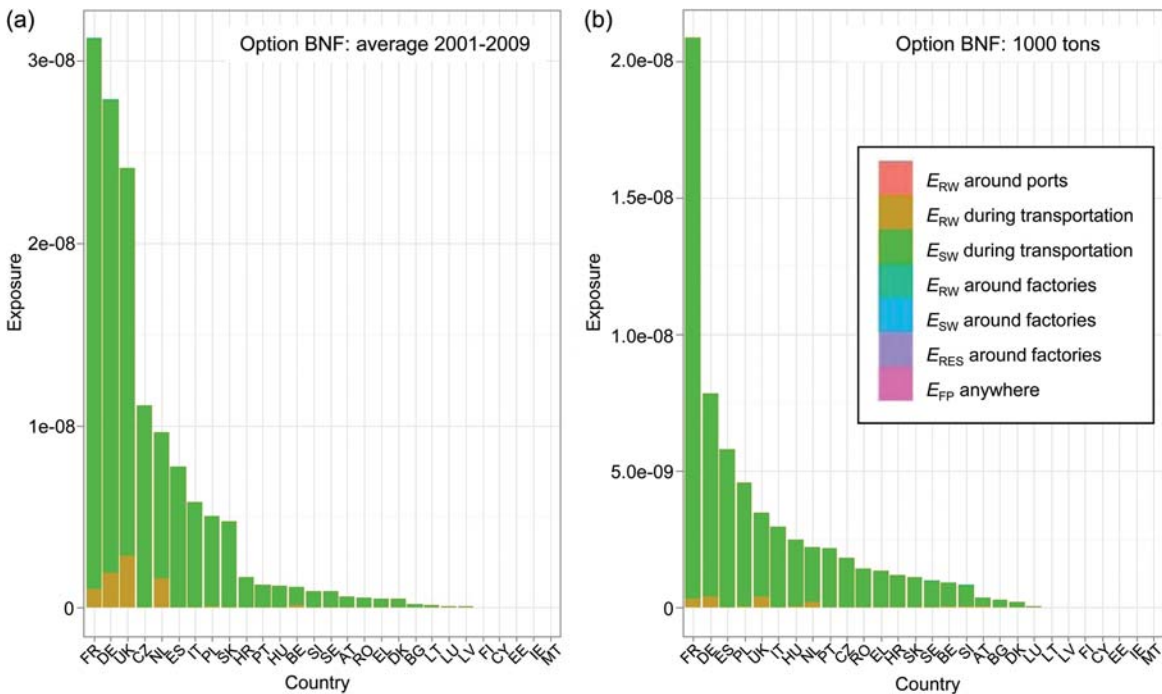 (a)
Option BNF: average 2001-2009
3e-08
2e-08
1e-08
0
Exposure
FR DE UK CZ NL ES IT PL SK HR PT HU BE SI SE AT RO EL DK BG LT LU LV FI CY EE IE MT
Country
(b)
Option BNF: 1000 tons
2.0e-08
1.5e-08
1.0e-08
5.0e-09
0
Exposure
FR DE ES PL UK IT HU NL PT CZ RO EL HR SK SE BE SI AT BG DK LU LT LV FI CY EE IE MT
Country
ERW around ports
ERW during transportation
ESW during transportation
ERW around factories
ESW around factories
ERES around factories
EFP anywhere